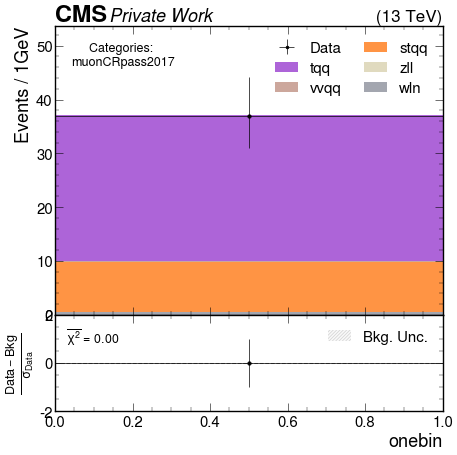 CMS Private Work (13 TeV)
Events / 1GeV
50
40
30
20
10
0
Categories:
muonCRpass2017
Data
tqq
vvqq
stqq
zll
wln
Data − Bkg
σData
2
0
-2
χ² = 0.00
Bkg. Unc.
0.0 0.2 0.4 0.6 0.8 1.0
onebin